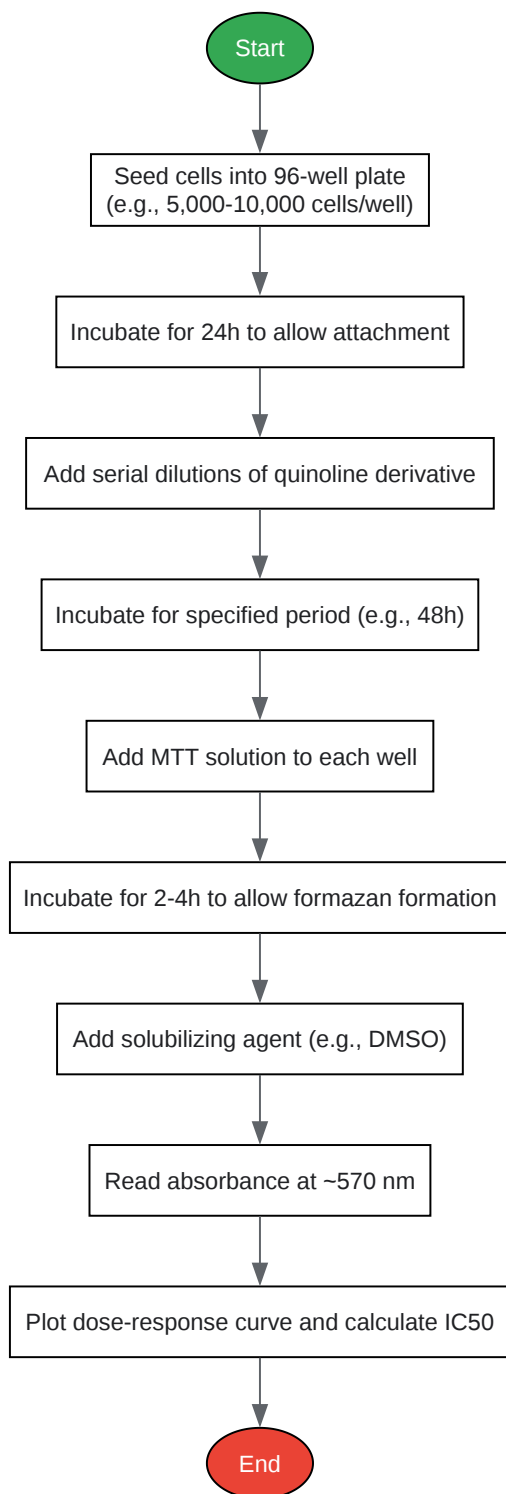 Start
Seed cells into 96-well plate
(e.g., 5,000-10,000 cells/well)
Incubate for 24h to allow attachment
Add serial dilutions of quinoline derivative
Incubate for specified period (e.g., 48h)
Add MTT solution to each well
Incubate for 2-4h to allow formazan formation
Add solubilizing agent (e.g., DMSO)
Read absorbance at ~570 nm
Plot dose-response curve and calculate IC50
End